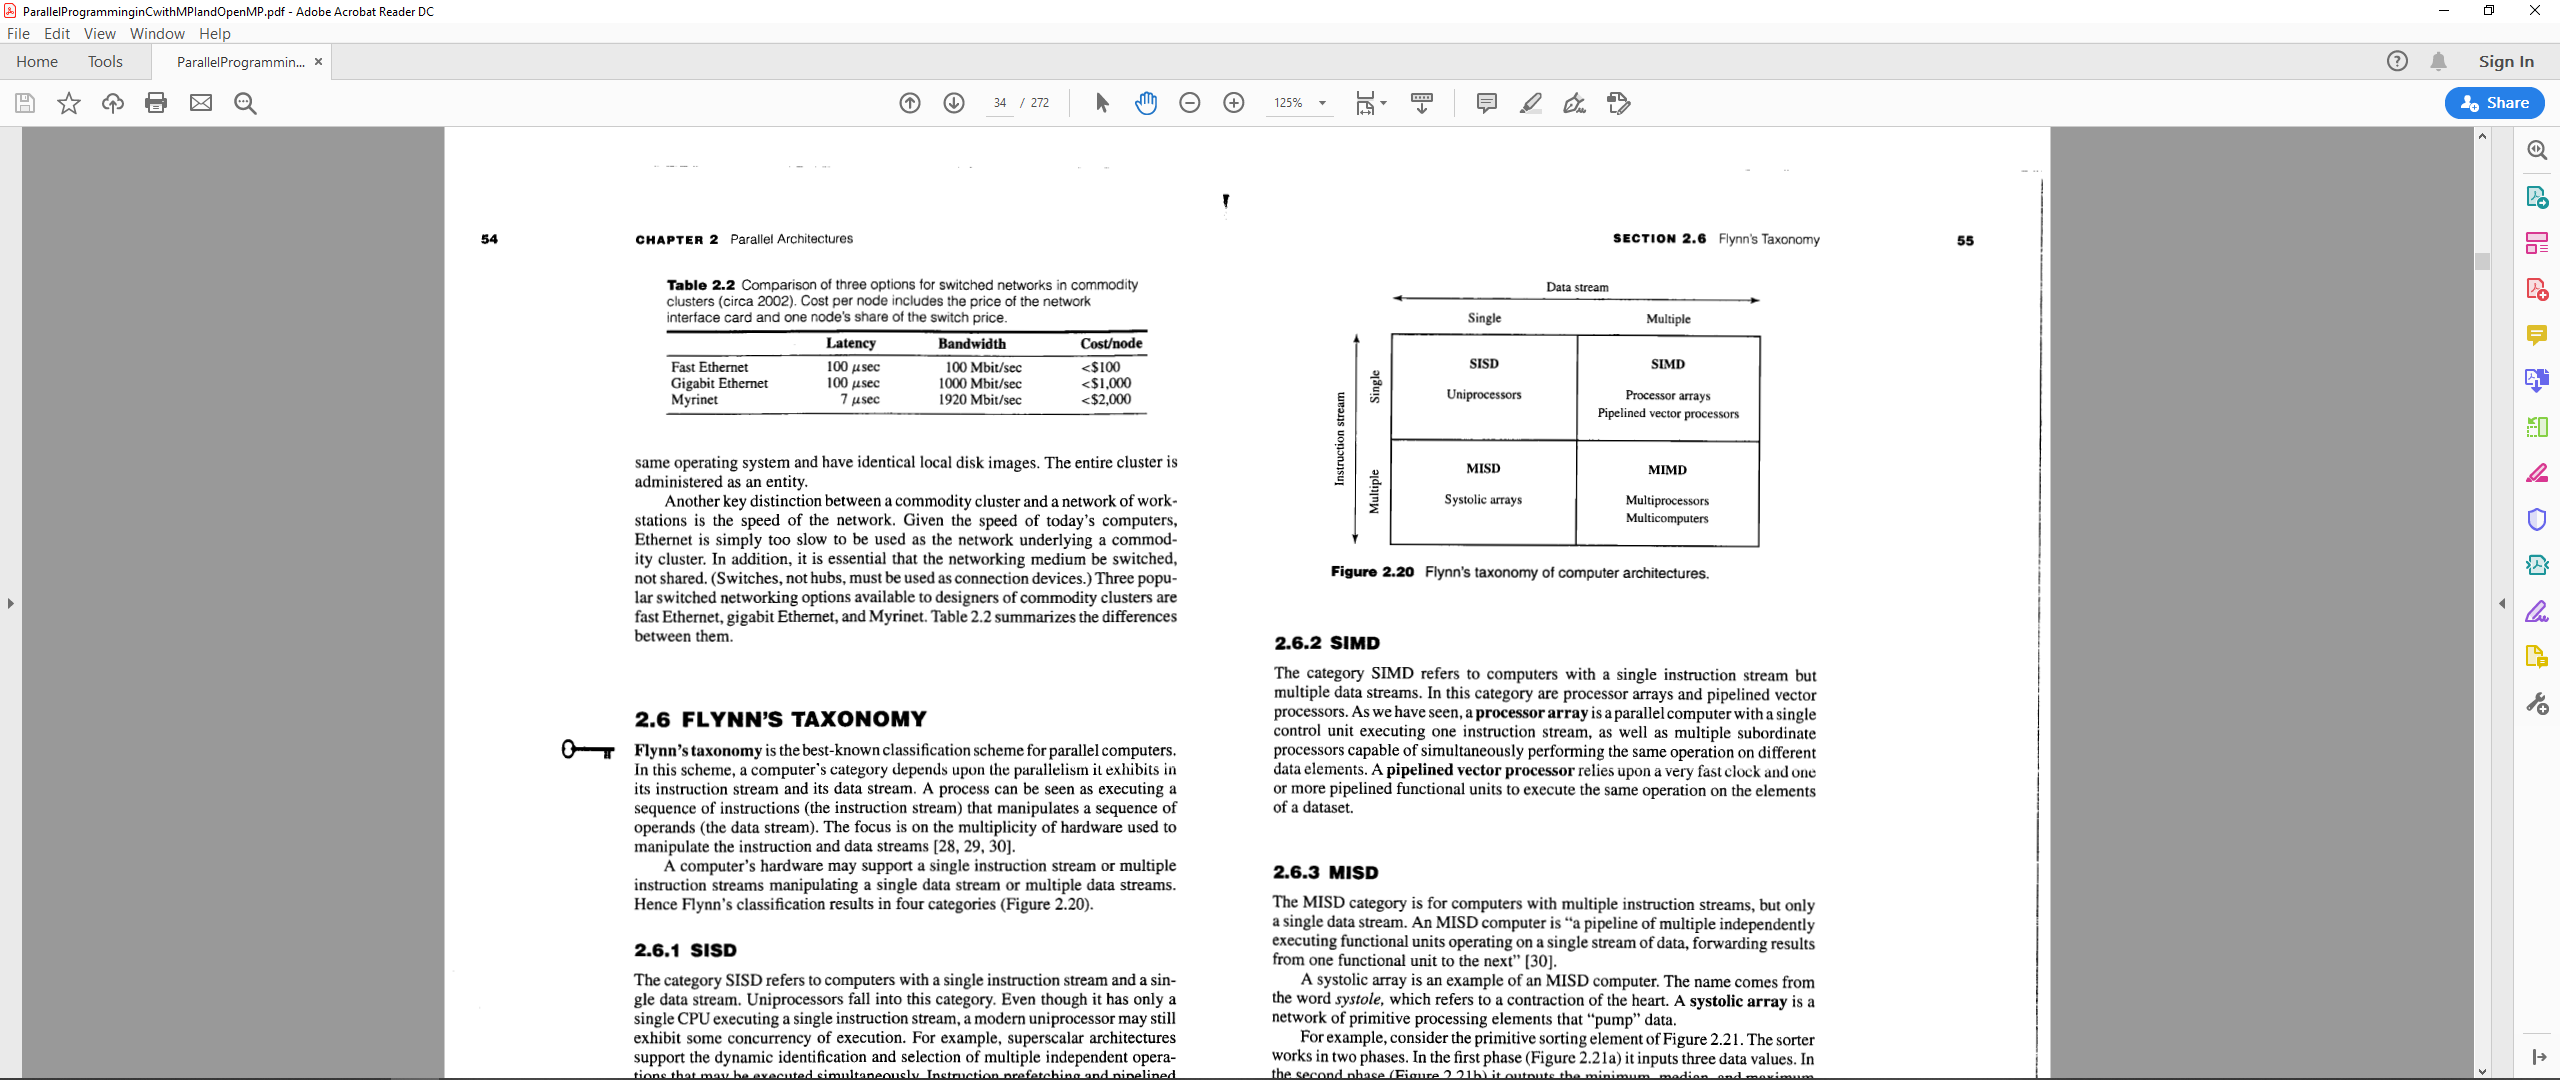 ParallelProgramminginCwithMPIandOpenMP.pdf - Adobe Acrobat Reader DC
File Edit View Window Help
Home Tools ParallelProgrammin... ×
Sign In
34 / 272
125%
Share
54 CHAPTER 2 Parallel Architectures
Table 2.2 Comparison of three options for switched networks in commodity
clusters (circa 2002). Cost per node includes the price of the network
interface card and one node's share of the switch price.
Latency Bandwidth Cost/node
Fast Ethernet 100 μsec 100 Mbit/sec <$100
Gigabit Ethernet 100 μsec 1000 Mbit/sec <$1,000
Myrinet 7 μsec 1920 Mbit/sec <$2,000
same operating system and have identical local disk images. The entire cluster is
administered as an entity.
Another key distinction between a commodity cluster and a network of work-
stations is the speed of the network. Given the speed of today's computers,
Ethernet is simply too slow to be used as the network underlying a commod-
ity cluster. In addition, it is essential that the networking medium be switched,
not shared. (Switches, not hubs, must be used as connection devices.) Three popu-
lar switched networking options available to designers of commodity clusters are
fast Ethernet, gigabit Ethernet, and Myrinet. Table 2.2 summarizes the differences
between them.
2.6 FLYNN'S TAXONOMY
Flynn's taxonomy is the best-known classification scheme for parallel computers.
In this scheme, a computer's category depends upon the parallelism it exhibits in
its instruction stream and its data stream. A process can be seen as executing a
sequence of instructions (the instruction stream) that manipulates a sequence of
operands (the data stream). The focus is on the multiplicity of hardware used to
manipulate the instruction and data streams [28, 29, 30].
A computer's hardware may support a single instruction stream or multiple
instruction streams manipulating a single data stream or multiple data streams.
Hence Flynn's classification results in four categories (Figure 2.20).
2.6.1 SISD
The category SISD refers to computers with a single instruction stream and a sin-
gle data stream. Uniprocessors fall into this category. Even though it has only a
single CPU executing a single instruction stream, a modern uniprocessor may still
exhibit some concurrency of execution. For example, superscalar architectures
support the dynamic identification and selection of multiple independent opera-
tions that may be executed simultaneously. Instruction prefetching and pipelined
SECTION 2.6 Flynn's Taxonomy 55
Data stream
Single Multiple
Instruction stream
Single
Multiple
SISD
Uniprocessors
SIMD
Processor arrays
Pipelined vector processors
MISD
Systolic arrays
MIMD
Multiprocessors
Multicomputers
Figure 2.20 Flynn's taxonomy of computer architectures.
2.6.2 SIMD
The category SIMD refers to computers with a single instruction stream but
multiple data streams. In this category are processor arrays and pipelined vector
processors. As we have seen, a processor array is a parallel computer with a single
control unit executing one instruction stream, as well as multiple subordinate
processors capable of simultaneously performing the same operation on different
data elements. A pipelined vector processor relies upon a very fast clock and one
or more pipelined functional units to execute the same operation on the elements
of a dataset.
2.6.3 MISD
The MISD category is for computers with multiple instruction streams, but only
a single data stream. An MISD computer is "a pipeline of multiple independently
executing functional units operating on a single stream of data, forwarding results
from one functional unit to the next" [30].
A systolic array is an example of an MISD computer. The name comes from
the word systole, which refers to a contraction of the heart. A systolic array is a
network of primitive processing elements that "pump" data.
For example, consider the primitive sorting element of Figure 2.21. The sorter
works in two phases. In the first phase (Figure 2.21a) it inputs three data values. In
the second phase (Figure 2.21b) it outputs the minimum, median, and maximum